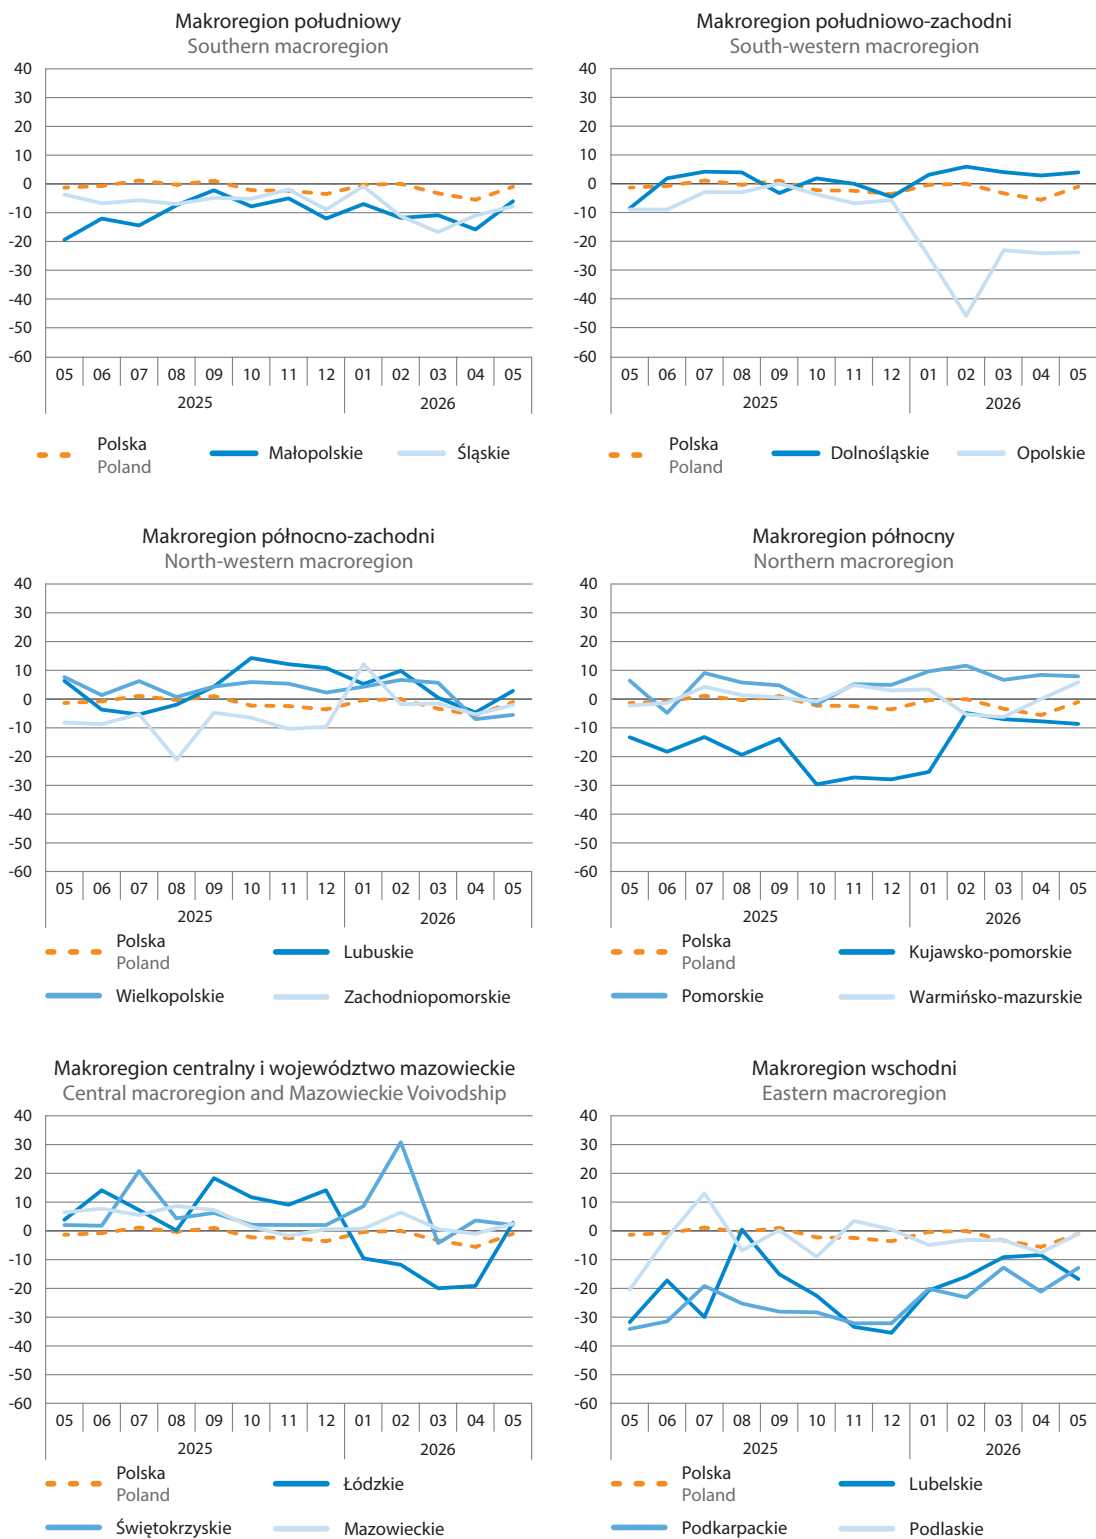 Makroregion południowy
Southern macroregion
40
30
20
10
0
-10
-20
-30
-40
-50
-60
05 06 07 08 09 10 11 12 01 02 03 04 05
2025 2026
Polska
Poland
Małopolskie
Śląskie
Makroregion południowo-zachodni
South-western macroregion
40
30
20
10
0
-10
-20
-30
-40
-50
-60
05 06 07 08 09 10 11 12 01 02 03 04 05
2025 2026
Polska
Poland
Dolnośląskie
Opolskie
Makroregion północno-zachodni
North-western macroregion
40
30
20
10
0
-10
-20
-30
-40
-50
-60
05 06 07 08 09 10 11 12 01 02 03 04 05
2025 2026
Polska
Poland
Lubuskie
Wielkopolskie
Zachodniopomorskie
Makroregion północny
Northern macroregion
40
30
20
10
0
-10
-20
-30
-40
-50
-60
05 06 07 08 09 10 11 12 01 02 03 04 05
2025 2026
Polska
Poland
Kujawsko-pomorskie
Pomorskie
Warmińsko-mazurskie
Makroregion centralny i województwo mazowieckie
Central macroregion and Mazowieckie Voivodship
40
30
20
10
0
-10
-20
-30
-40
-50
-60
05 06 07 08 09 10 11 12 01 02 03 04 05
2025 2026
Polska
Poland
Łódzkie
Świętokrzyskie
Mazowieckie
Makroregion wschodni
Eastern macroregion
40
30
20
10
0
-10
-20
-30
-40
-50
-60
05 06 07 08 09 10 11 12 01 02 03 04 05
2025 2026
Polska
Poland
Lubelskie
Podkarpackie
Podlaskie